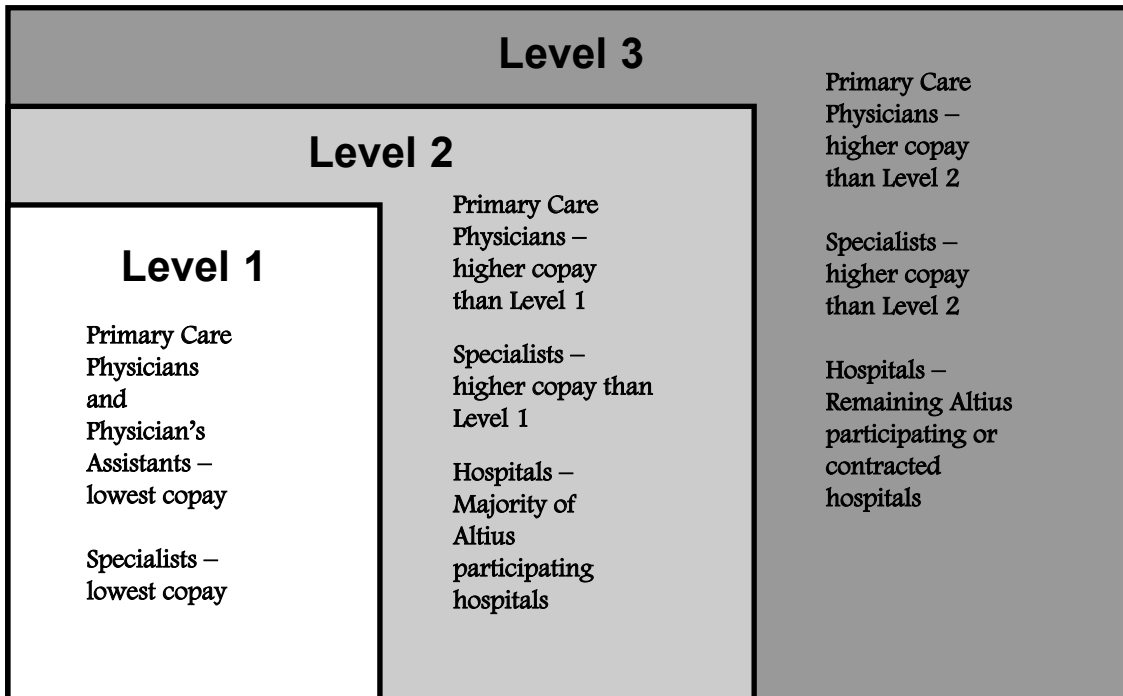 Level 3
Primary Care
Physicians –
higher copay
than Level 2
Specialists –
higher copay
than Level 2
Hospitals –
Remaining Altius
participating or
contracted
hospitals
Level 2
Primary Care
Physicians –
higher copay
than Level 1
Specialists –
higher copay than
Level 1
Hospitals –
Majority of
Altius
participating
hospitals
Level 1
Primary Care
Physicians
and
Physician’s
Assistants –
lowest copay
Specialists –
lowest copay